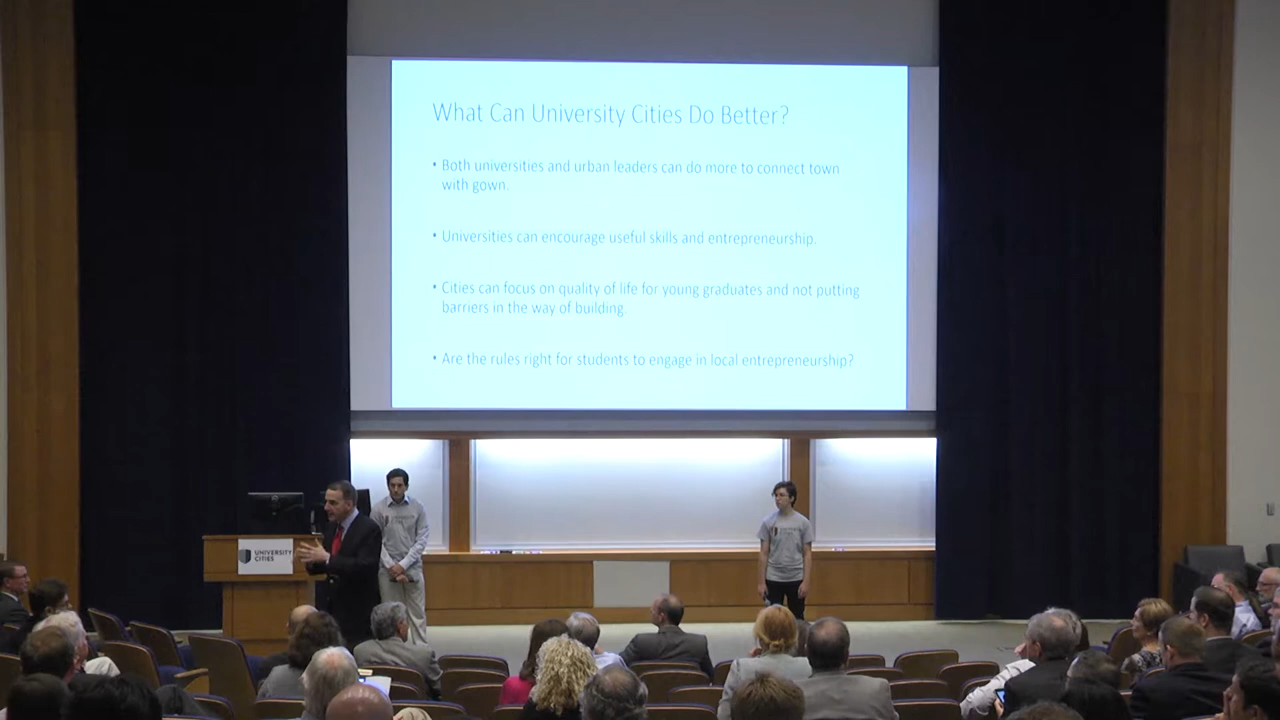 What Can University Cities Do Better?
• Both universities and urban leaders can do more to connect town
with gown.
• Universities can encourage useful skills and entrepreneurship.
• Cities can focus on quality of life for young graduates and not putting
barriers in the way of building.
• Are the rules right for students to engage in local entrepreneurship?
UNIVERSITY
CITIES